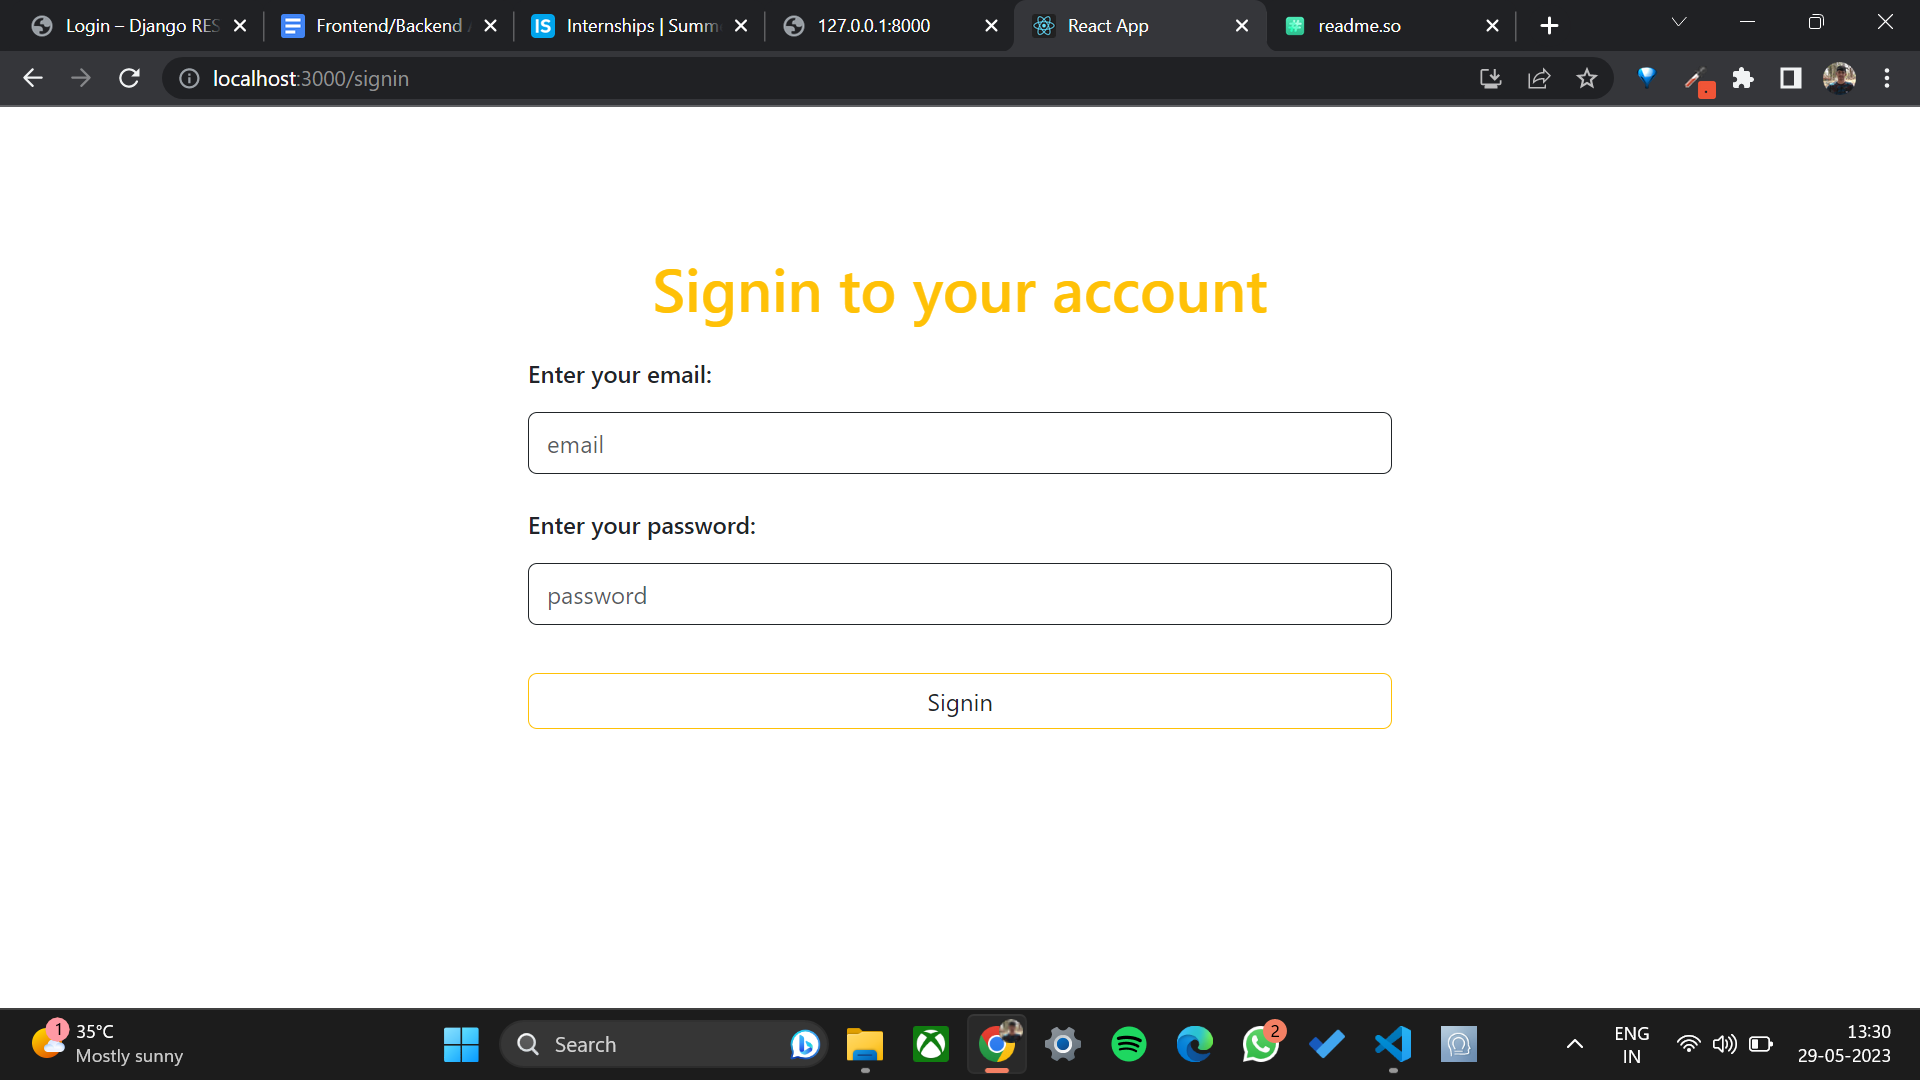 Login – Django RES
Frontend/Backend
IS
Internships | Summ
127.0.0.1:8000
React App
readme.so
localhost:3000/signin
Signin to your account
Enter your email:
email
Enter your password:
password
Signin
1
35°C
Mostly sunny
Search
2
ENG
IN
13:30
29-05-2023